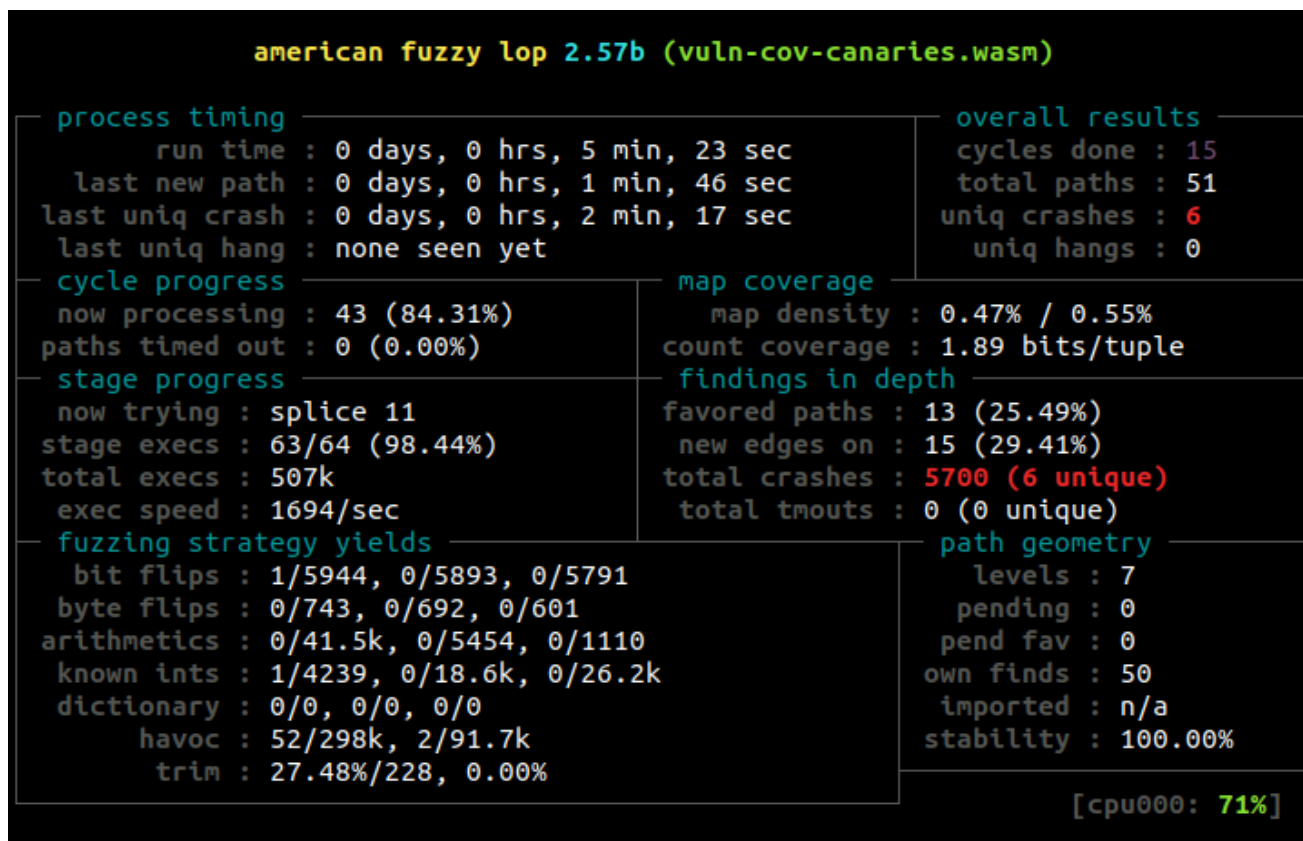 american fuzzy lop 2.57b (vuln-cov-canaries.wasm)
process timing
run time : 0 days, 0 hrs, 5 min, 23 sec
last new path : 0 days, 0 hrs, 1 min, 46 sec
last uniq crash : 0 days, 0 hrs, 2 min, 17 sec
last uniq hang : none seen yet
overall results
cycles done : 15
total paths : 51
uniq crashes : 6
uniq hangs : 0
cycle progress
now processing : 43 (84.31%)
paths timed out : 0 (0.00%)
map coverage
map density : 0.47% / 0.55%
count coverage : 1.89 bits/tuple
stage progress
now trying : splice 11
stage execs : 63/64 (98.44%)
total execs : 507k
exec speed : 1694/sec
findings in depth
favored paths : 13 (25.49%)
new edges on : 15 (29.41%)
total crashes : 5700 (6 unique)
total tmouts : 0 (0 unique)
fuzzing strategy yields
bit flips : 1/5944, 0/5893, 0/5791
byte flips : 0/743, 0/692, 0/601
arithmetics : 0/41.5k, 0/5454, 0/1110
known ints : 1/4239, 0/18.6k, 0/26.2k
dictionary : 0/0, 0/0, 0/0
havoc : 52/298k, 2/91.7k
trim : 27.48%/228, 0.00%
path geometry
levels : 7
pending : 0
pend fav : 0
own finds : 50
imported : n/a
stability : 100.00%
[cpu000: 71%]